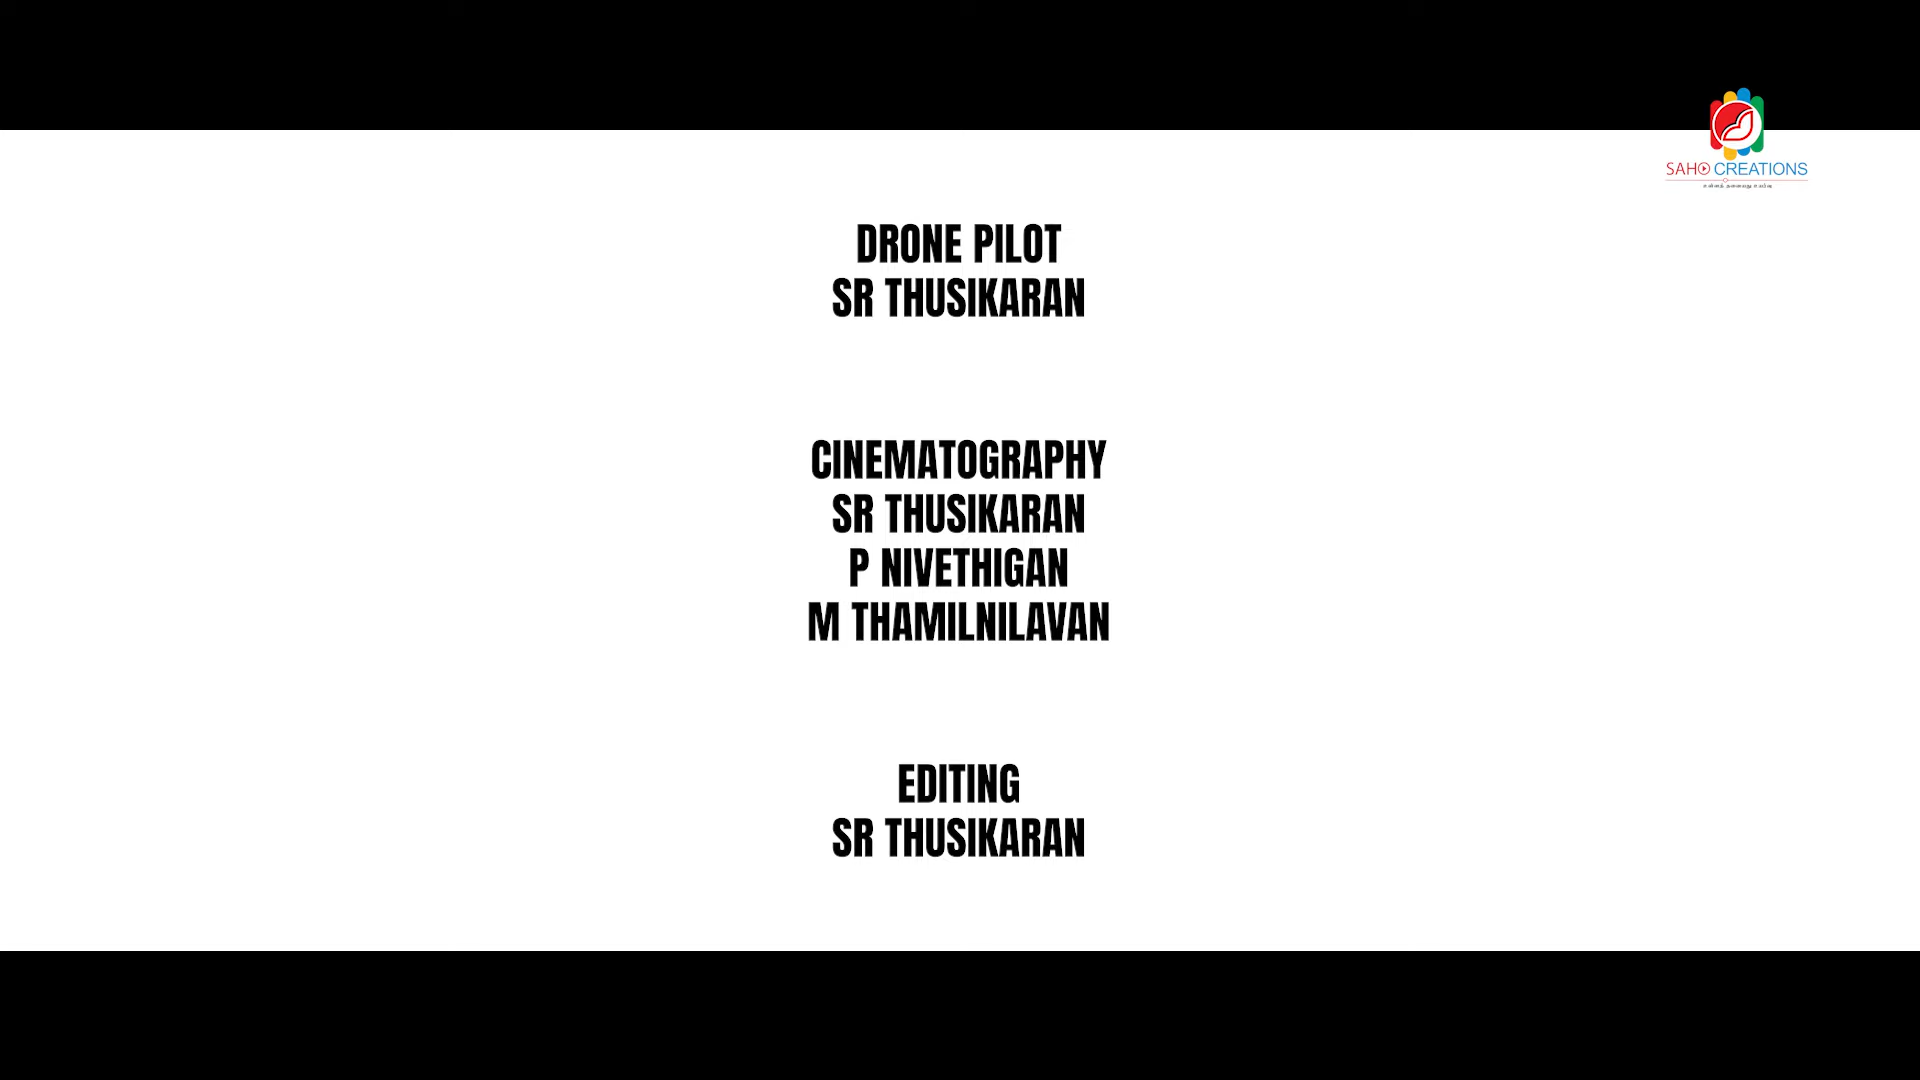 SAHO CREATIONS
DRONE PILOT
SR THUSIKARAN
CINEMATOGRAPHY
SR THUSIKARAN
P NIVETHIGAN
M THAMILNILAVAN
EDITING
SR THUSIKARAN